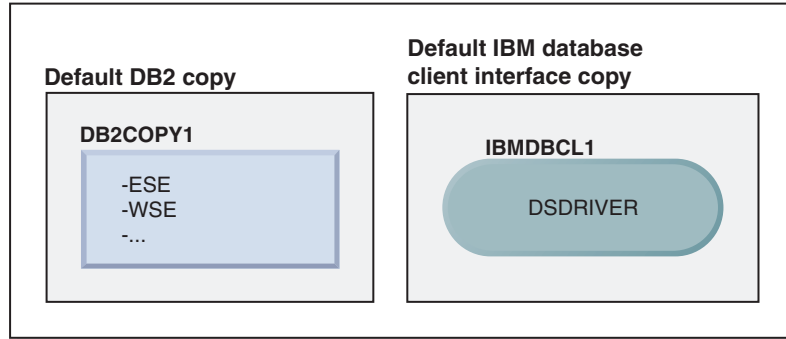 Default DB2 copy
DB2COPY1
-ESE
-WSE
-...
Default IBM database
client interface copy
IBMDBCL1
DSDRIVER